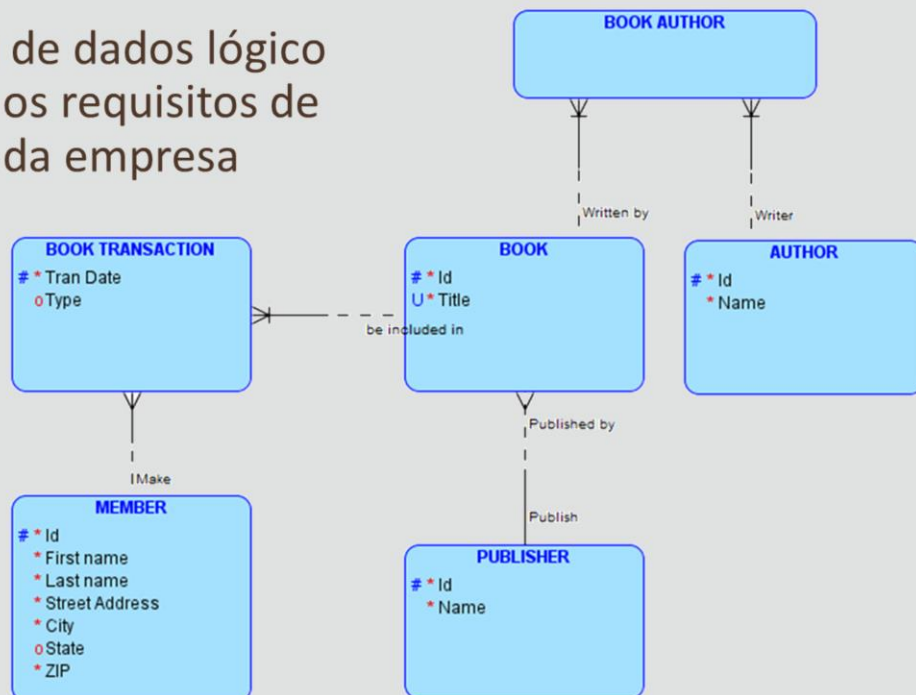 de dados lógico
os requisitos de
da empresa
BOOK AUTHOR
Written by
Writer
BOOK TRANSACTION
# * Tran Date
o Type
be included in
BOOK
# * Id
U * Title
AUTHOR
# * Id
* Name
Make
Published by
Publish
MEMBER
# * Id
* First name
* Last name
* Street Address
* City
o State
* ZIP
PUBLISHER
# * Id
* Name